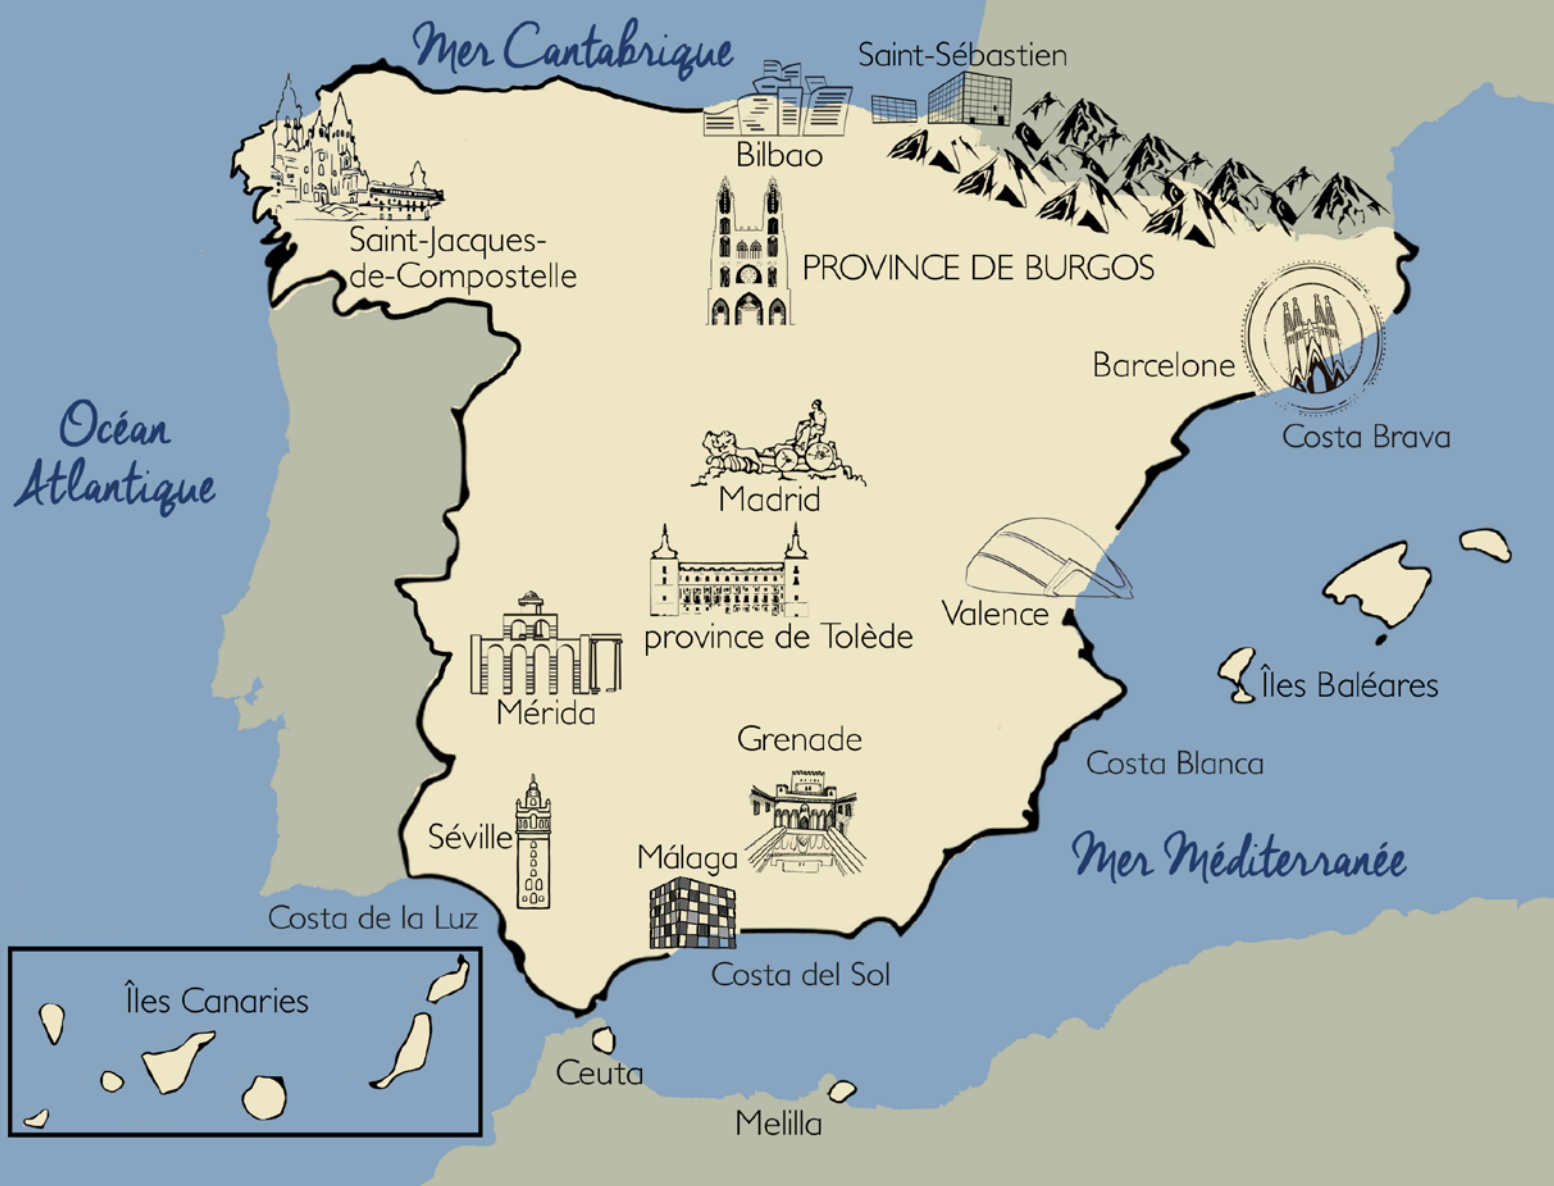 Mer Cantabrique
Saint-Sébastien
Bilbao
Saint-Jacques-
de-Compostelle
PROVINCE DE BURGOS
Barcelone
Océan
Atlantique
Costa Brava
Madrid
Valence
province de Tolède
Îles Baléares
Mérida
Grenade
Costa Blanca
Séville
Málaga
Mer Méditerranée
Costa de la Luz
Costa del Sol
Îles Canaries
Ceuta
Melilla